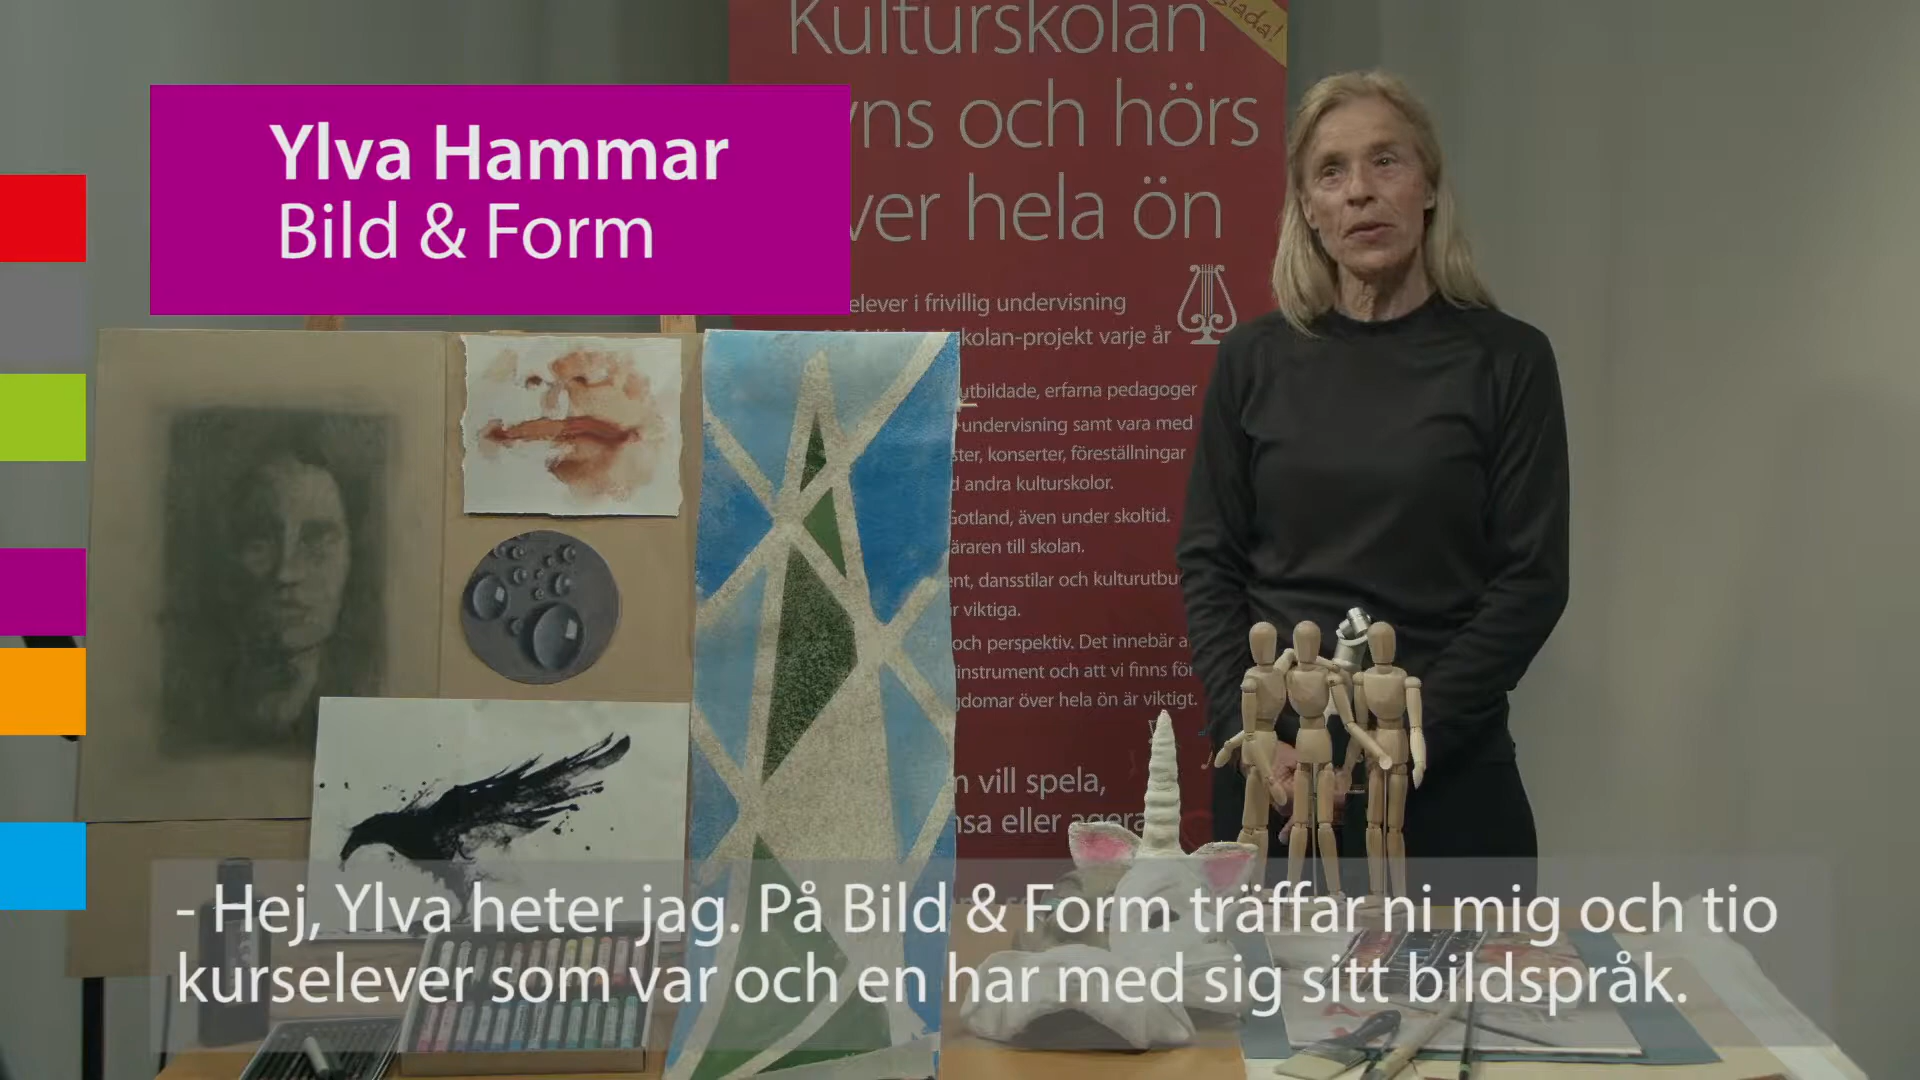 Kulturskolan
slada!
Ylva Hammar
Bild & Form
yns och hörs
ver hela ön
elever i frivillig undervisning
kolan-projekt varje år
utbildade, erfarna pedagoger
undervisning samt vara med
ster, konserter, föreställningar
d andra kulturskolor.
Gotland, även under skoltid.
äraren till skolan.
ent, dansstilar och kulturutbu
r viktiga.
och perspektiv. Det innebär a
instrument och att vi finns för
gdomar över hela ön är viktigt.
n vill spela,
nsa eller agera
- Hej, Ylva heter jag. På Bild & Form träffar ni mig och tio
kurselever som var och en har med sig sitt bildspråk.